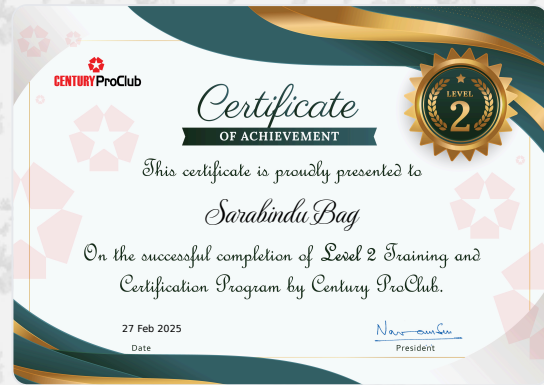 CENTURY ProClub
Certificate
OF ACHIEVEMENT
LEVEL
2
This certificate is proudly presented to
Sarabindu Bag
On the successful completion of Level 2 Training and
Certification Program by Century ProClub.
27 Feb 2025
Date
President